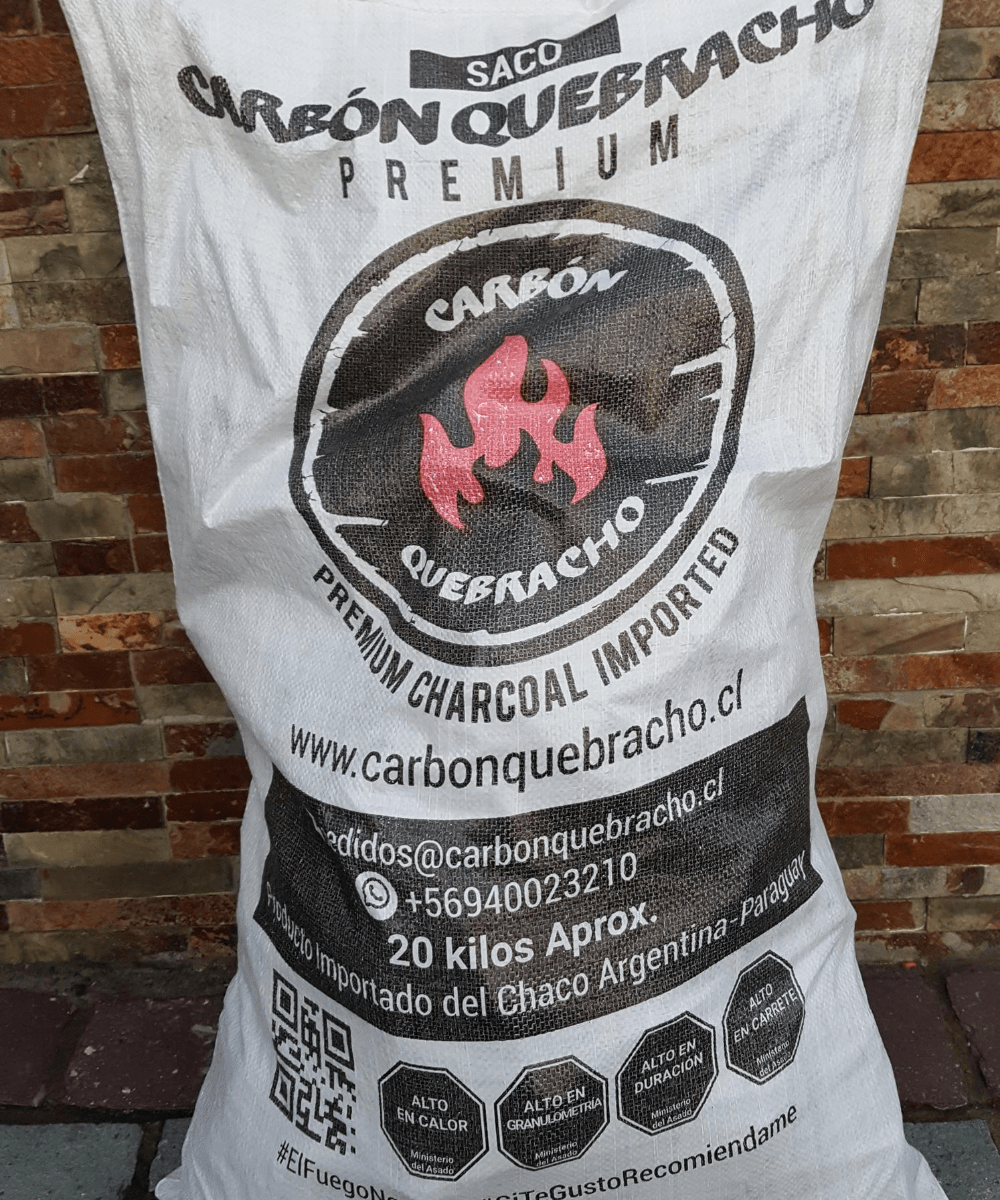 SACO
CARBÓN QUEBRACHO
PREMIUM
CARBÓN
QUEBRACHO
PREMIUM CHARCOAL IMPORTED
www.carbonquebracho.cl
edidos@carbonquebracho.cl
+56940023210
20 kilos Aprox.
Producto Importado del Chaco Argentina-Paraguay
ALTO
EN CALOR
Ministerio
del Asado
ALTO EN
GRANULOMETRIA
Ministerio
del Asado
ALTO EN
DURACIÓN
Ministerio
del Asado
ALTO
EN CARRETE
Ministerio
del Asado
#SiTeGustoRecomiendame